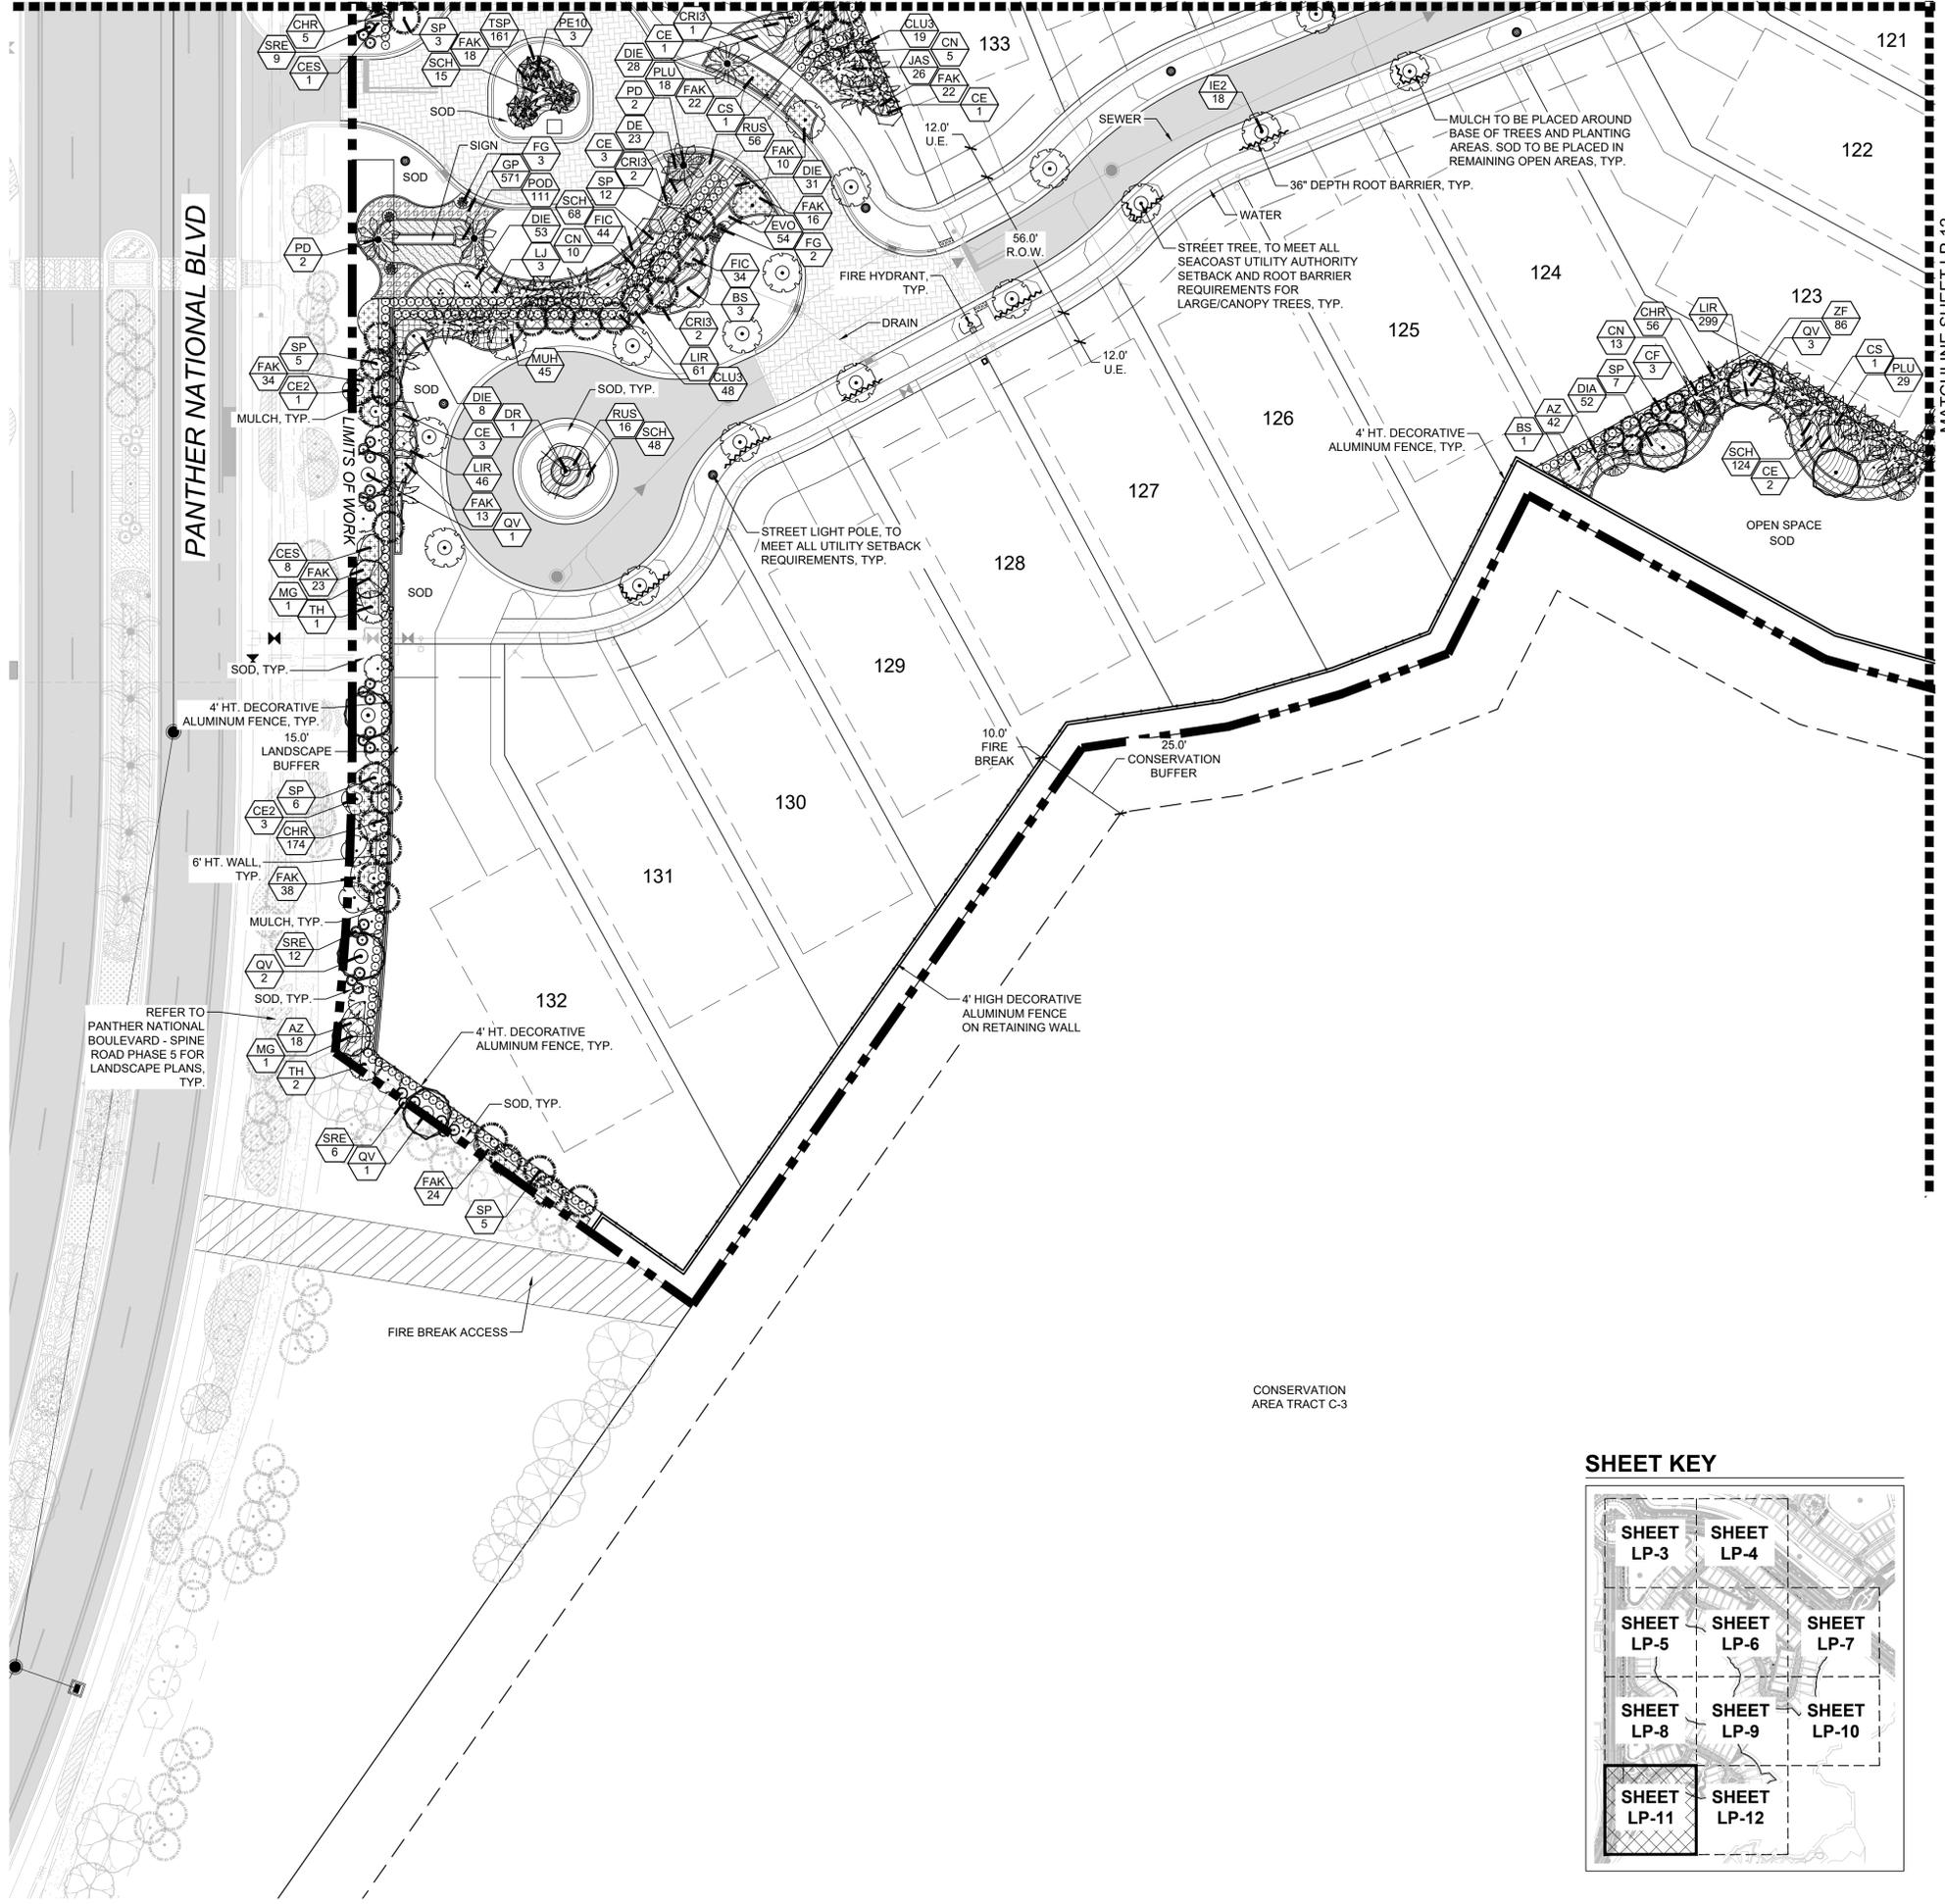 CHR
5
SRE
9
CES
1
SP
3
FAK
18
SCH
15
TSP
161
PE10
3
SOD
CRI3
1
CE
1
DIE
28
PLU
18
PD
2
FAK
22
CS
1
DE
23
RUS
56
CE
3
CRI3
2
FAK
10
SP
12
DIE
31
CLU3
19
CN
5
JAS
26
FAK
22
CE
1
133
12.0'
U.E.
SEWER
IE2
18
MULCH TO BE PLACED AROUND
BASE OF TREES AND PLANTING
AREAS. SOD TO BE PLACED IN
REMAINING OPEN AREAS, TYP.
121
122
SOD
SIGN
FG
3
GP
571
POD
111
SCH
68
DIE
53
FIC
44
CN
10
LJ
3
FAK
16
EVO
54
FG
2
FIC
34
BS
3
CRI3
2
LIR
61
CLU3
48
PD
2
PANTHER NATIONAL BLVD
36" DEPTH ROOT BARRIER, TYP.
WATER
56.0'
R.O.W.
FIRE HYDRANT,
TYP.
STREET TREE, TO MEET ALL
SEACOAST UTILITY AUTHORITY
SETBACK AND ROOT BARRIER
REQUIREMENTS FOR
LARGE/CANOPY TREES, TYP.
DRAIN
12.0'
U.E.
124
123
125
126
127
128
129
130
131
132
CHR
56
LIR
299
ZF
86
QV
3
CN
13
CF
3
SP
7
DIA
52
AZ
42
BS
1
CS
1
PLU
29
SCH
124
CE
2
4' HT. DECORATIVE
ALUMINUM FENCE, TYP.
OPEN SPACE
SOD
SP
5
FAK
34
CE2
1
MULCH, TYP.
LIMITS OF WORK
SOD
MUH
45
SOD, TYP.
DIE
8
DR
1
RUS
16
SCH
48
CE
3
LIR
46
FAK
13
QV
1
STREET LIGHT POLE, TO
MEET ALL UTILITY SETBACK
REQUIREMENTS, TYP.
CES
8
FAK
23
MG
1
TH
1
SOD
SOD, TYP.
4' HT. DECORATIVE
ALUMINUM FENCE, TYP.
15.0'
LANDSCAPE
BUFFER
SP
6
CE2
3
CHR
174
6' HT. WALL,
TYP.
FAK
38
MULCH, TYP.
SRE
12
QV
2
SOD, TYP.
REFER TO
PANTHER NATIONAL
BOULEVARD - SPINE
ROAD PHASE 5 FOR
LANDSCAPE PLANS,
TYP.
AZ
18
MG
1
TH
2
4' HT. DECORATIVE
ALUMINUM FENCE, TYP.
SOD, TYP.
SRE
6
QV
1
FAK
24
SP
5
10.0'
FIRE
BREAK
25.0'
CONSERVATION
BUFFER
4' HIGH DECORATIVE
ALUMINUM FENCE
ON RETAINING WALL
FIRE BREAK ACCESS
CONSERVATION
AREA TRACT C-3
SHEET KEY
SHEET
LP-3
SHEET
LP-4
SHEET
LP-5
SHEET
LP-6
SHEET
LP-7
SHEET
LP-8
SHEET
LP-9
SHEET
LP-10
SHEET
LP-11
SHEET
LP-12